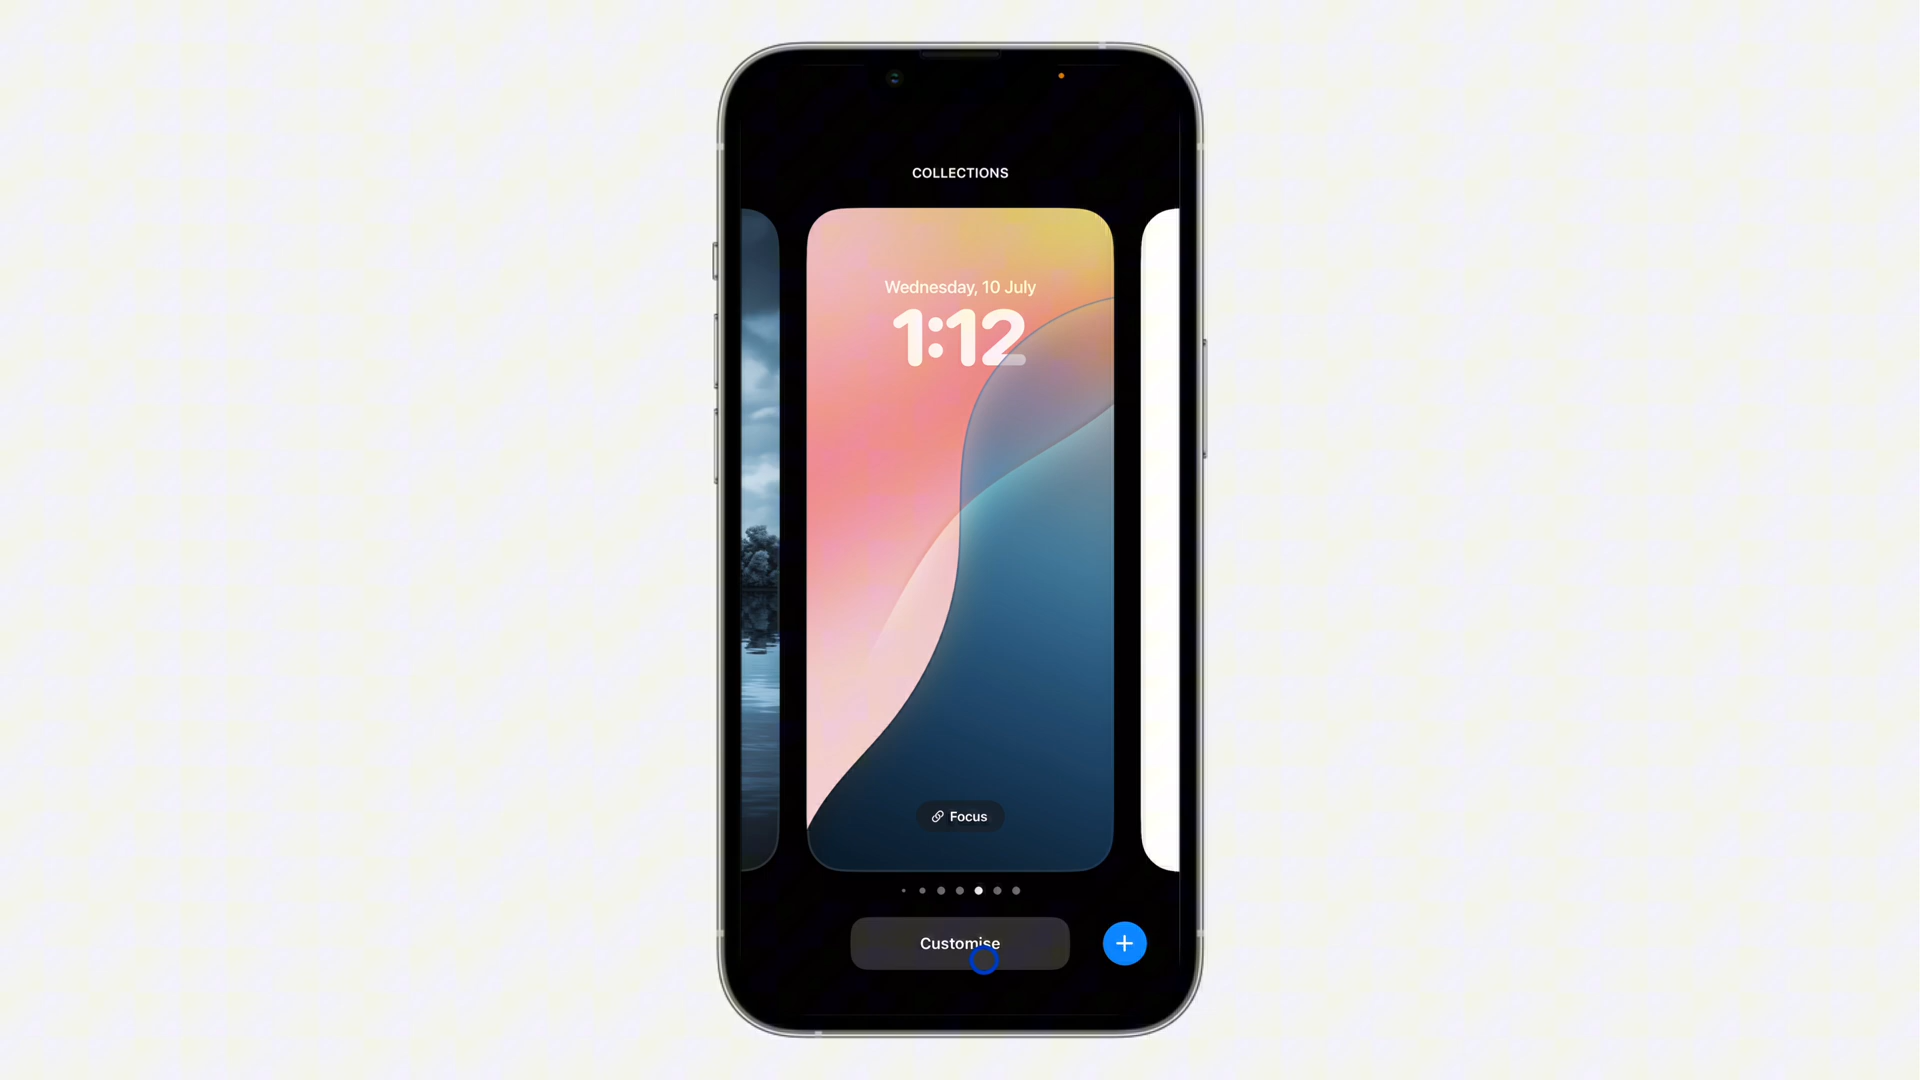 COLLECTIONS
Wednesday, 10 July
1:12
Focus
Customise